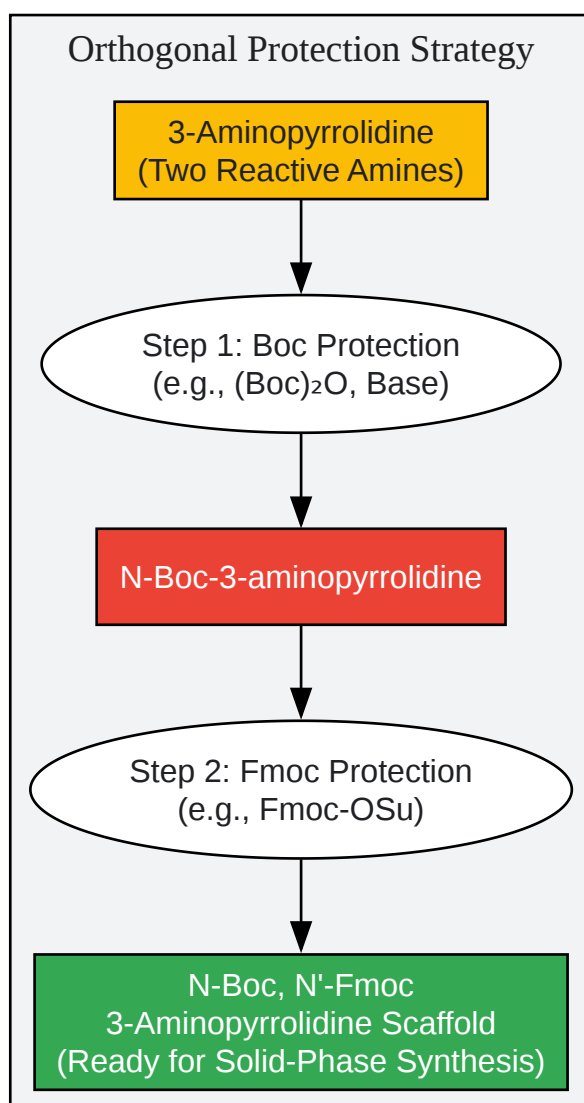 Orthogonal Protection Strategy
3-Aminopyrrolidine
(Two Reactive Amines)
Step 1: Boc Protection
(e.g., (Boc)₂O, Base)
N-Boc-3-aminopyrrolidine
Step 2: Fmoc Protection
(e.g., Fmoc-OSu)
N-Boc, N'-Fmoc
3-Aminopyrrolidine Scaffold
(Ready for Solid-Phase Synthesis)